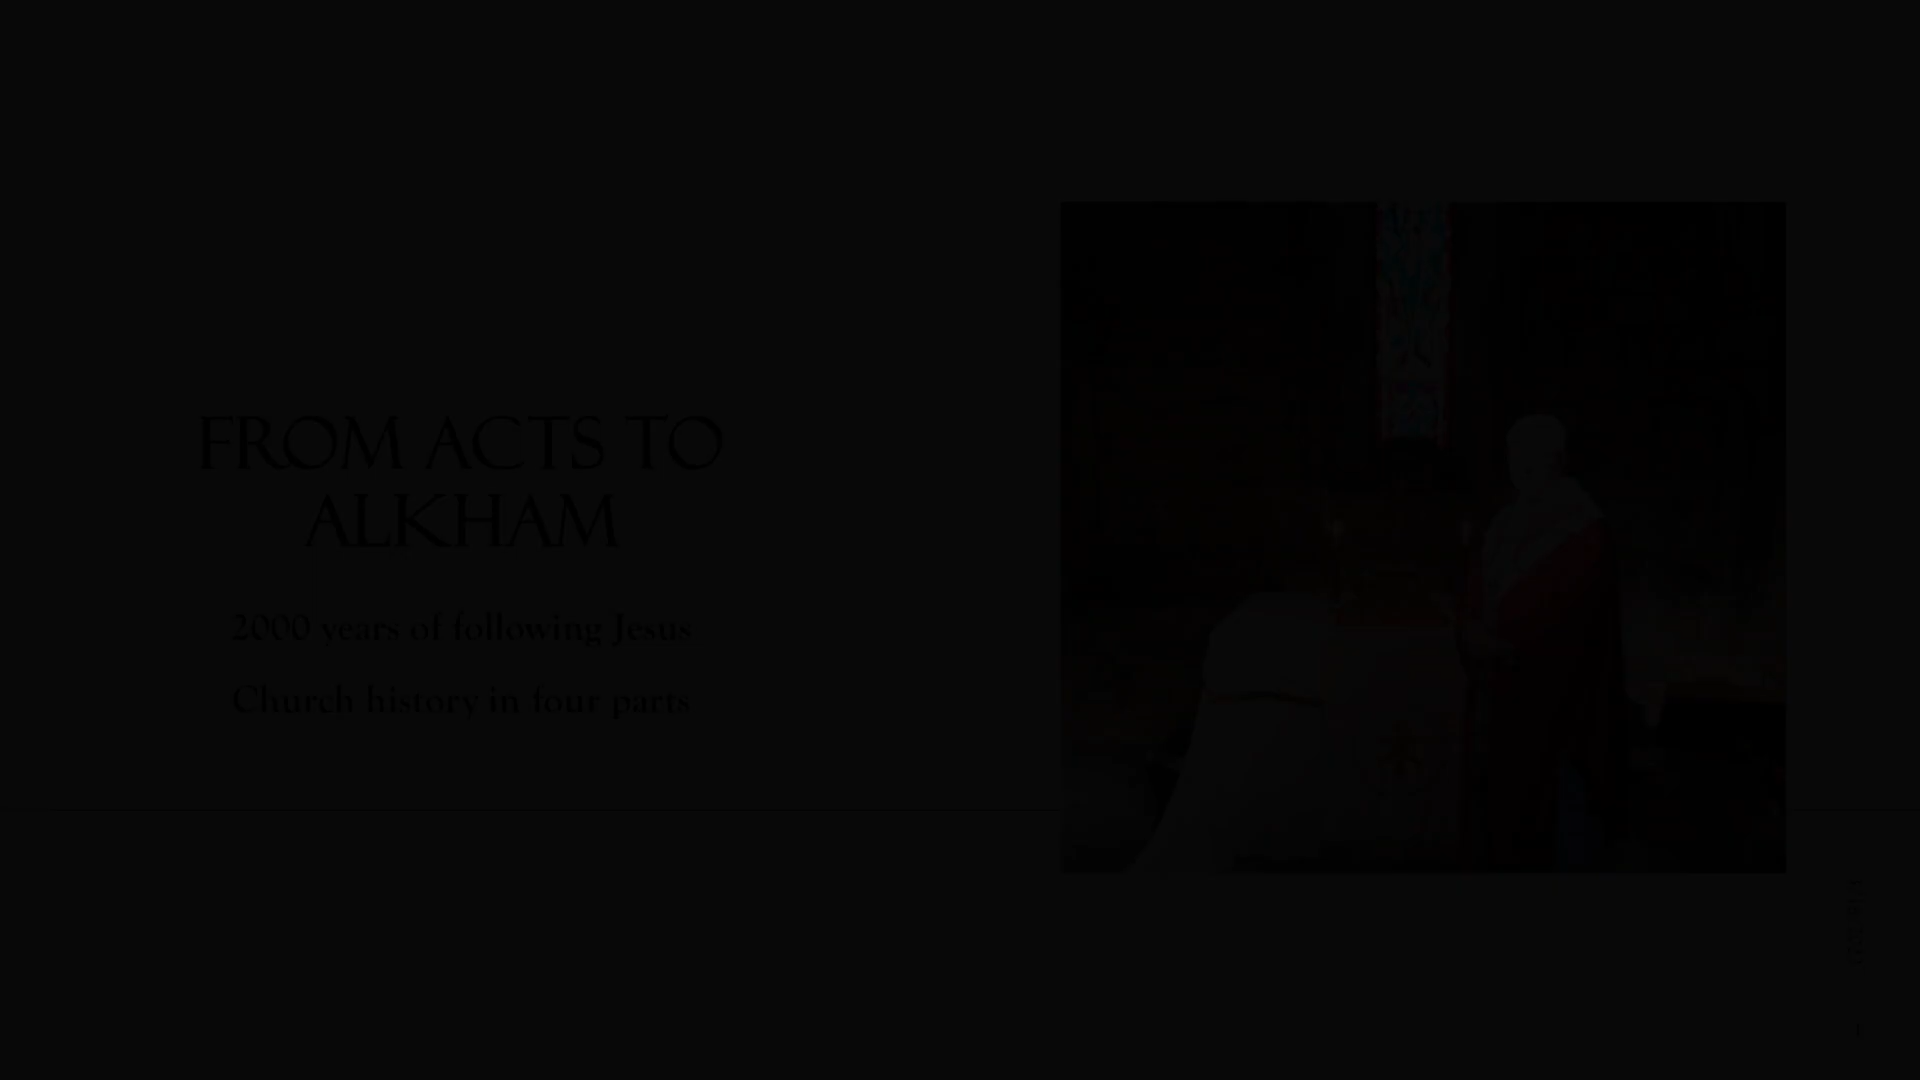 FROM ACTS TO
ALKHAM
2000 years of following Jesus
Church history in four parts